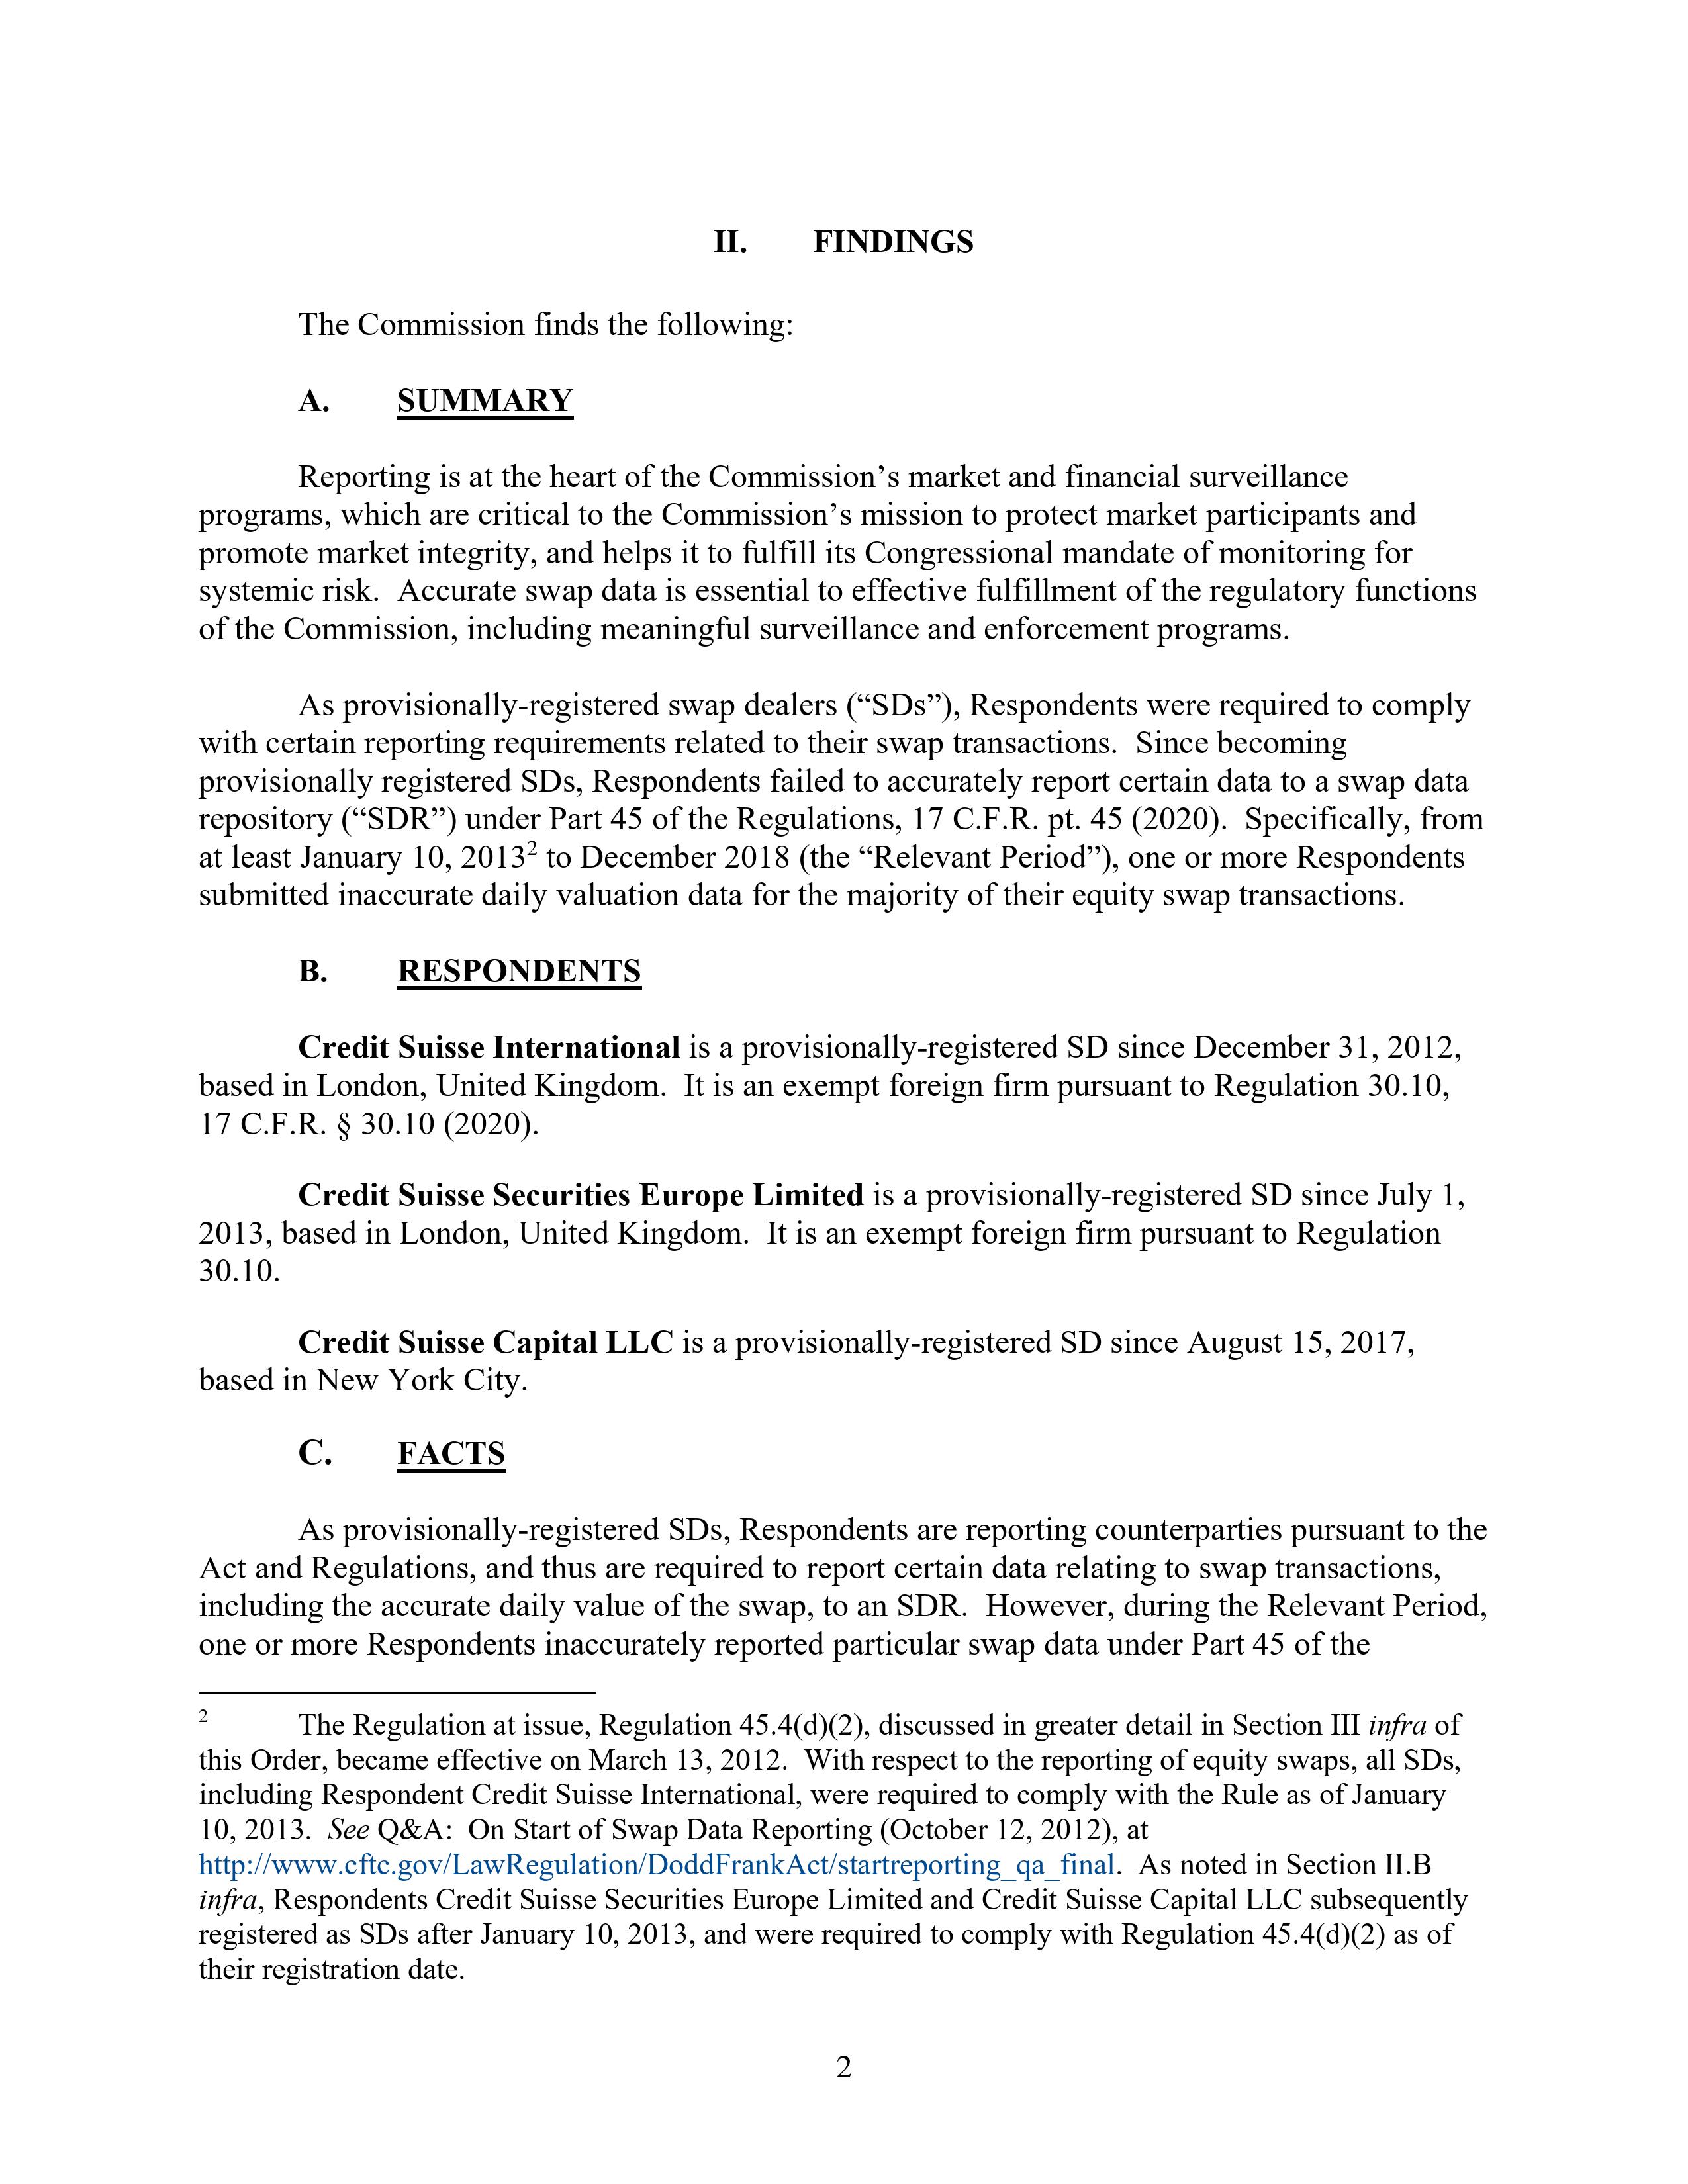 II. FINDINGS
The Commission finds the following:
A. SUMMARY
Reporting is at the heart of the Commission’s market and financial surveillance
programs, which are critical to the Commission’s mission to protect market participants and
promote market integrity, and helps it to fulfill its Congressional mandate of monitoring for
systemic risk.  Accurate swap data is essential to effective fulfillment of the regulatory functions
of the Commission, including meaningful surveillance and enforcement programs.
As provisionally-registered swap dealers (“SDs”), Respondents were required to comply
with certain reporting requirements related to their swap transactions.  Since becoming
provisionally registered SDs, Respondents failed to accurately report certain data to a swap data
repository (“SDR”) under Part 45 of the Regulations, 17 C.F.R. pt. 45 (2020).  Specifically, from
at least January 10, 2013² to December 2018 (the “Relevant Period”), one or more Respondents
submitted inaccurate daily valuation data for the majority of their equity swap transactions.
B. RESPONDENTS
Credit Suisse International is a provisionally-registered SD since December 31, 2012,
based in London, United Kingdom.  It is an exempt foreign firm pursuant to Regulation 30.10,
17 C.F.R. § 30.10 (2020).
Credit Suisse Securities Europe Limited is a provisionally-registered SD since July 1,
2013, based in London, United Kingdom.  It is an exempt foreign firm pursuant to Regulation
30.10.
Credit Suisse Capital LLC is a provisionally-registered SD since August 15, 2017,
based in New York City.
C. FACTS
As provisionally-registered SDs, Respondents are reporting counterparties pursuant to the
Act and Regulations, and thus are required to report certain data relating to swap transactions,
including the accurate daily value of the swap, to an SDR.  However, during the Relevant Period,
one or more Respondents inaccurately reported particular swap data under Part 45 of the
² The Regulation at issue, Regulation 45.4(d)(2), discussed in greater detail in Section III infra of
this Order, became effective on March 13, 2012.  With respect to the reporting of equity swaps, all SDs,
including Respondent Credit Suisse International, were required to comply with the Rule as of January
10, 2013.  See Q&A:  On Start of Swap Data Reporting (October 12, 2012), at
http://www.cftc.gov/LawRegulation/DoddFrankAct/startreporting_qa_final.  As noted in Section II.B
infra, Respondents Credit Suisse Securities Europe Limited and Credit Suisse Capital LLC subsequently
registered as SDs after January 10, 2013, and were required to comply with Regulation 45.4(d)(2) as of
their registration date.
2